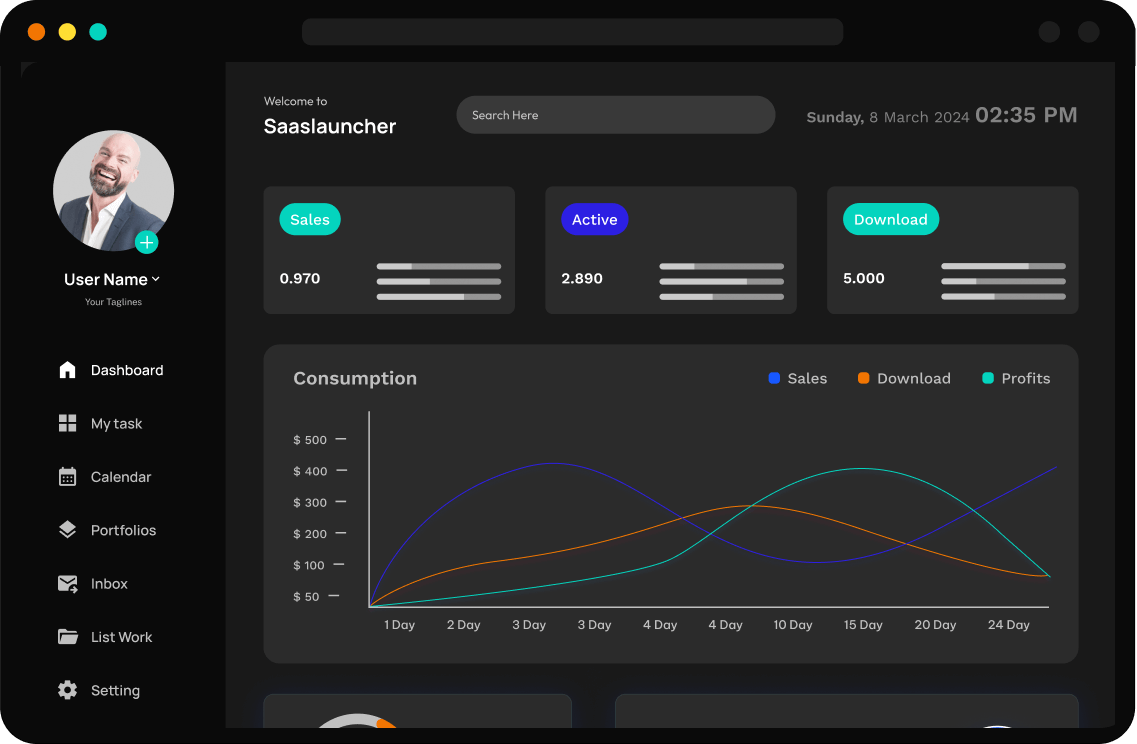 Welcome to
Saaslauncher
Search Here
Sunday, 8 March 2024 02:35 PM
User Name
Your Taglines
Dashboard
My task
Calendar
Portfolios
Inbox
List Work
Setting
Sales
0.970
Active
2.890
Download
5.000
Consumption
Sales
Download
Profits
$ 500
$ 400
$ 300
$ 200
$ 100
$ 50
1 Day 2 Day 3 Day 3 Day 4 Day 4 Day 10 Day 15 Day 20 Day 24 Day